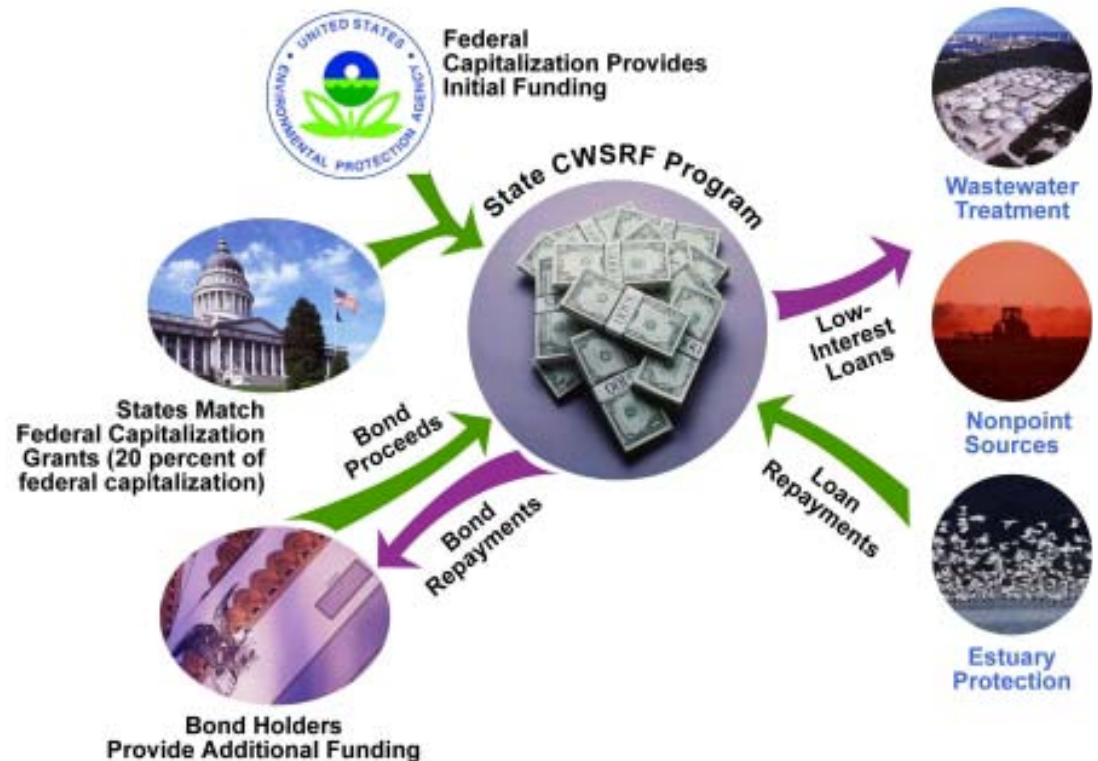 UNITED STATES
ENVIRONMENTAL PROTECTION AGENCY
Federal
Capitalization Provides
Initial Funding
State CWSRF Program
Wastewater
Treatment
States Match
Federal Capitalization
Grants (20 percent of
federal capitalization)
Bond
Proceeds
Bond
Repayments
Low-
Interest
Loans
Loan
Repayments
Nonpoint
Sources
Estuary
Protection
Bond Holders
Provide Additional Funding